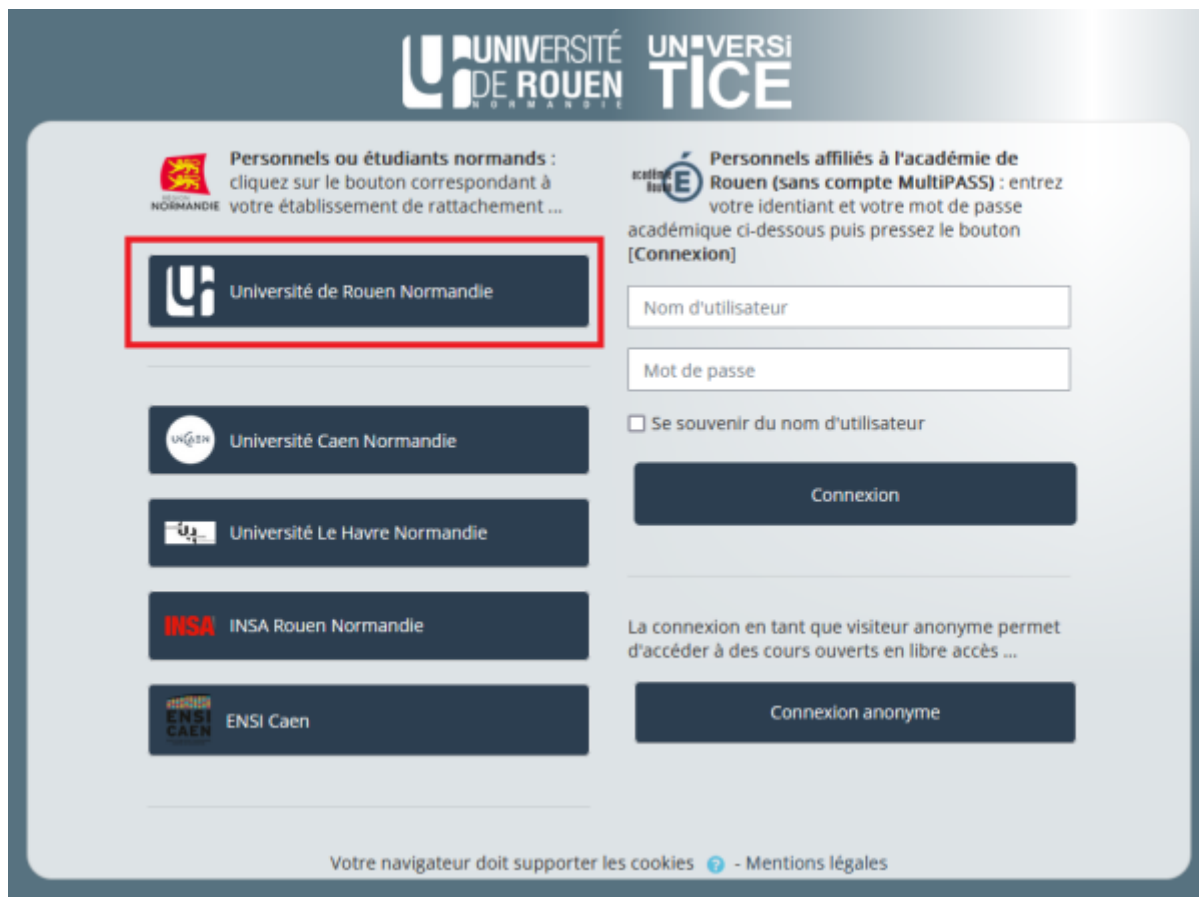 UNIVERSITÉ
DE ROUEN
NORMANDIE
UNIVERSi
TICE
Personnels ou étudiants normands :
cliquez sur le bouton correspondant à
votre établissement de rattachement ...
NORMANDIE
Université de Rouen Normandie
Université Caen Normandie
Université Le Havre Normandie
INSA
INSA Rouen Normandie
ENSI
CAEN
ENSI Caen
Personnels affiliés à l'académie de
Rouen (sans compte MultiPASS) : entrez
votre identiant et votre mot de passe
académique ci-dessous puis pressez le bouton
[Connexion]
Nom d'utilisateur
Mot de passe
Se souvenir du nom d'utilisateur
Connexion
La connexion en tant que visiteur anonyme permet
d'accéder à des cours ouverts en libre accès ...
Connexion anonyme
Votre navigateur doit supporter les cookies ? - Mentions légales